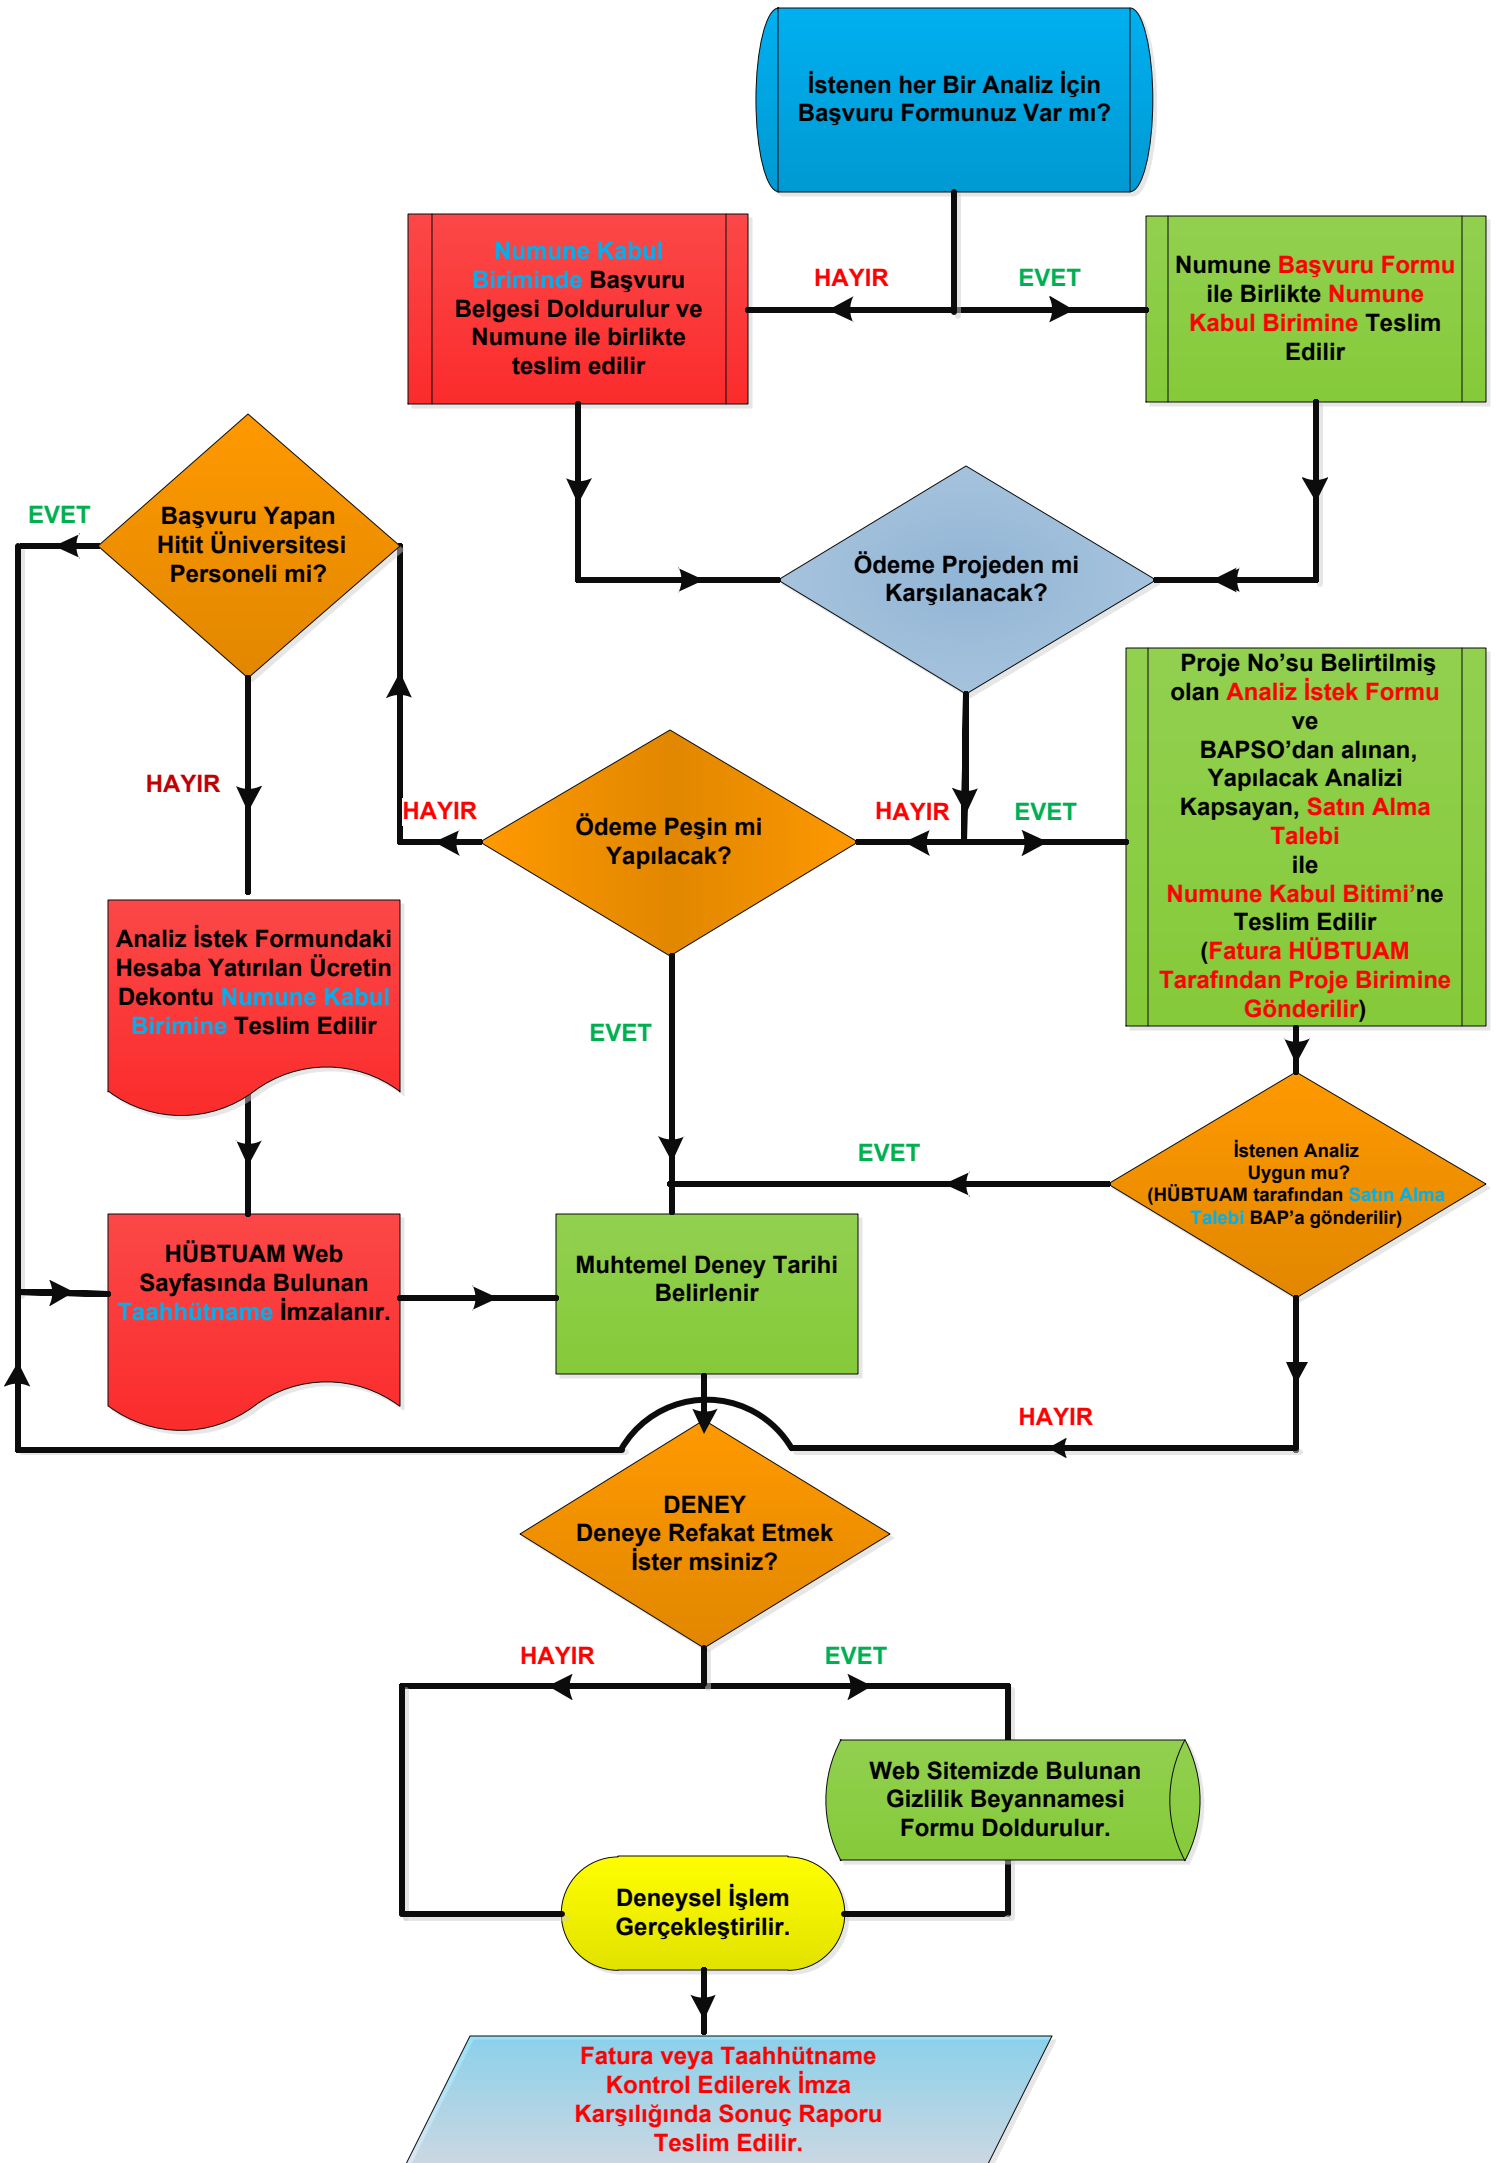 İstenen her Bir Analiz İçin
Başvuru Formunuz Var mı?
Numune Kabul
Biriminde Başvuru
Belgesi Doldurulur ve
Numune ile birlikte
teslim edilir
HAYIR
EVET
Numune Başvuru Formu
ile Birlikte Numune
Kabul Birimine Teslim
Edilir
EVET
Başvuru Yapan
Hitit Üniversitesi
Personeli mi?
Ödeme Projeden mi
Karşılanacak?
HAYIR
HAYIR
Ödeme Peşin mi
Yapılacak?
HAYIR
EVET
Proje No'su Belirtilmiş
olan Analiz İstek Formu
ve
BAPSO'dan alınan,
Yapılacak Analizi
Kapsayan, Satın Alma
Talebi
ile
Numune Kabul Bitimi'ne
Teslim Edilir
(Fatura HÜBTUAM
Tarafından Proje Birimine
Gönderilir)
Analiz İstek Formundaki
Hesaba Yatırılan Ücretin
Dekontu Numune Kabul
Birimine Teslim Edilir
EVET
EVET
İstenen Analiz
Uygun mu?
(HÜBTUAM tarafından Satın Alma
Talebi BAP'a gönderilir)
HÜBTUAM Web
Sayfasında Bulunan
Taahhütname İmzalanır.
Muhtemel Deney Tarihi
Belirlenir
HAYIR
DENEY
Deneye Refakat Etmek
İster msiniz?
HAYIR
EVET
Web Sitemizde Bulunan
Gizlilik Beyannamesi
Formu Doldurulur.
Deneysel İşlem
Gerçekleştirilir.
Fatura veya Taahhütname
Kontrol Edilerek İmza
Karşılığında Sonuç Raporu
Teslim Edilir.